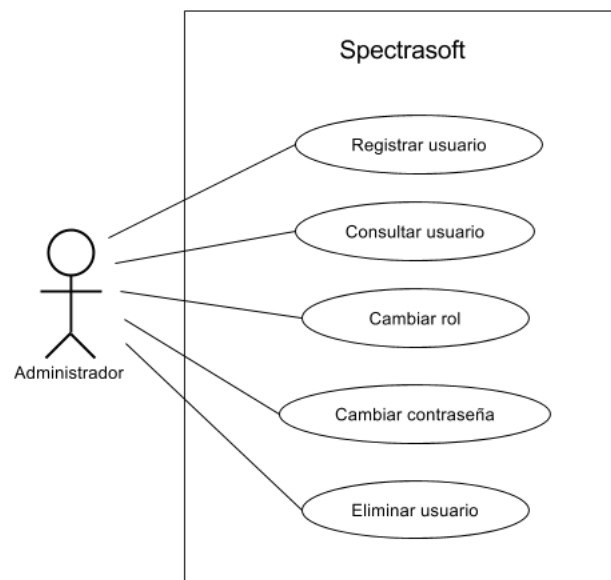 Spectrasoft
Registrar usuario
Consultar usuario
Cambiar rol
Administrador
Cambiar contraseña
Eliminar usuario